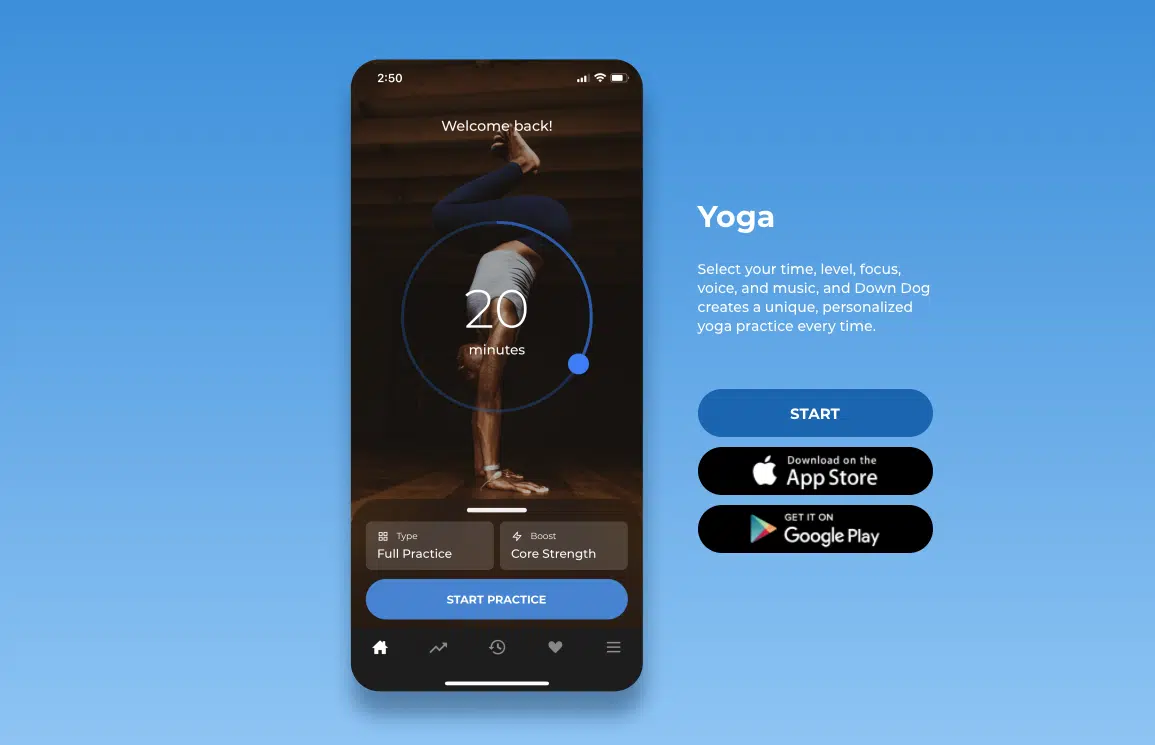 2:50
Welcome back!
20
minutes
Type
Full Practice
Boost
Core Strength
START PRACTICE
Yoga
Select your time, level, focus,
voice, and music, and Down Dog
creates a unique, personalized
yoga practice every time.
START
Download on the
App Store
GET IT ON
Google Play